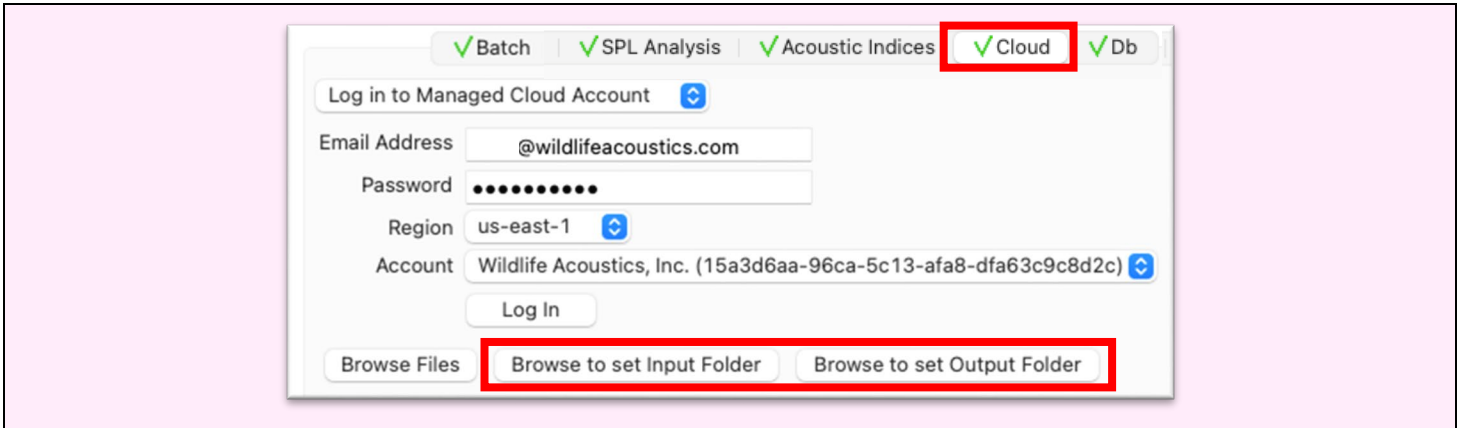 Batch SPL Analysis Acoustic Indices Cloud Db
Log in to Managed Cloud Account
Email Address @wildlifeacoustics.com
Password ●●●●●●●●●●
Region us-east-1
Account Wildlife Acoustics, Inc. (15a3d6aa-96ca-5c13-afa8-dfa63c9c8d2c)
Log In
Browse Files Browse to set Input Folder Browse to set Output Folder